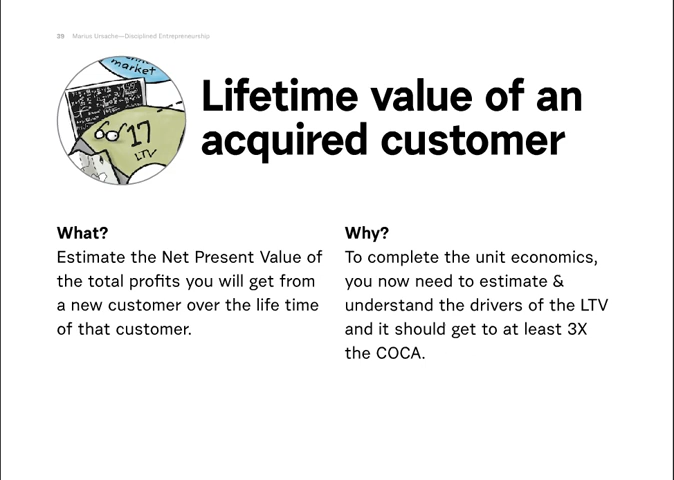 39 Marius Ursache—Disciplined Entrepreneurship
market
17
LTV
Lifetime value of an
acquired customer
What?
Estimate the Net Present Value of
the total profits you will get from
a new customer over the life time
of that customer.
Why?
To complete the unit economics,
you now need to estimate &
understand the drivers of the LTV
and it should get to at least 3X
the COCA.